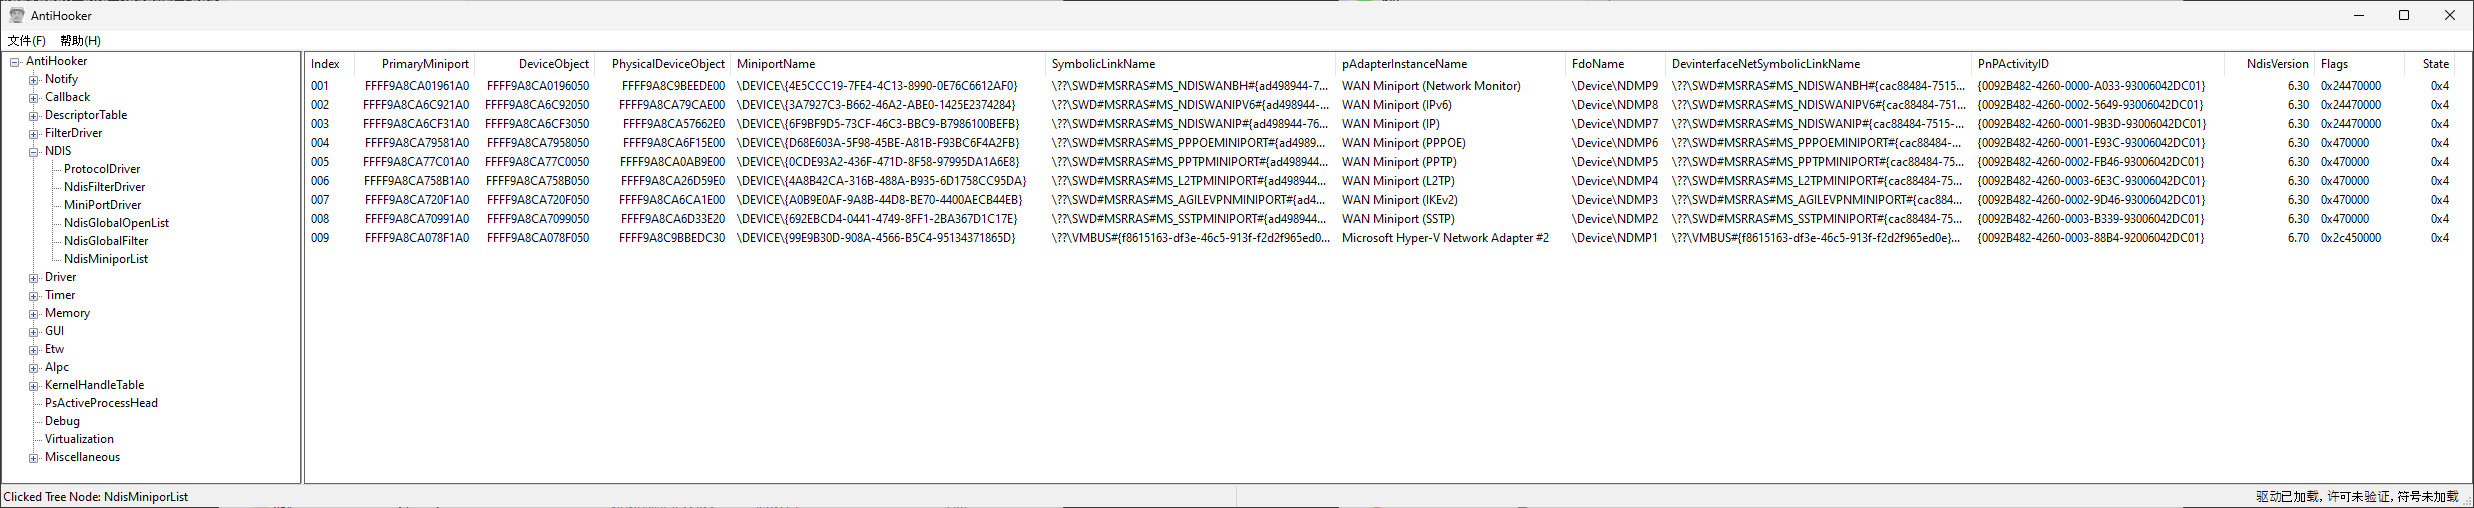 AntiHooker
文件(F) 帮助(H)
AntiHooker
Notify
Callback
DescriptorTable
FilterDriver
NDIS
ProtocolDriver
NdisFilterDriver
MiniPortDriver
NdisGlobalOpenList
NdisGlobalFilter
NdisMiniporList
Driver
Timer
Memory
GUI
Etw
Alpc
KernelHandleTable
PsActiveProcessHead
Debug
Virtualization
Miscellaneous
Index PrimaryMiniport DeviceObject PhysicalDeviceObject MiniportName SymbolicLinkName pAdapterInstanceName FdoName DevinterfaceNetSymbolicLinkName PnPActivityID NdisVersion Flags State
001 FFFF9A8CA01961A0 FFFF9A8CA0196050 FFFF9A8C9BEEDE00 \DEVICE\{4E5CCC19-7FE4-4C13-8990-0E76C6612AF0} \??\SWD#MSRRAS#MS_NDISWANBH#{ad498944-7... WAN Miniport (Network Monitor) \Device\NDMP9 \??\SWD#MSRRAS#MS_NDISWANBH#{cac88484-7515... {0092B482-4260-0000-A033-93006042DC01} 6.30 0x24470000 0x4
002 FFFF9A8CA6C921A0 FFFF9A8CA6C92050 FFFF9A8CA79CAE00 \DEVICE\{3A7927C3-B662-46A2-ABE0-1425E2374284} \??\SWD#MSRRAS#MS_NDISWANIPV6#{ad498944-... WAN Miniport (IPv6) \Device\NDMP8 \??\SWD#MSRRAS#MS_NDISWANIPV6#{cac88484-751... {0092B482-4260-0002-5649-93006042DC01} 6.30 0x24470000 0x4
003 FFFF9A8CA6CF31A0 FFFF9A8CA6CF3050 FFFF9A8CA57662E0 \DEVICE\{6F9BF9D5-73CF-46C3-BBC9-B7986100BEFB} \??\SWD#MSRRAS#MS_NDISWANIP#{ad498944-76... WAN Miniport (IP) \Device\NDMP7 \??\SWD#MSRRAS#MS_NDISWANIP#{cac88484-7515-... {0092B482-4260-0001-9B3D-93006042DC01} 6.30 0x24470000 0x4
004 FFFF9A8CA79581A0 FFFF9A8CA7958050 FFFF9A8CA6F15E00 \DEVICE\{D68E603A-5F98-45BE-A81B-F93BC6F4A2FB} \??\SWD#MSRRAS#MS_PPPOEMINIPORT#{ad4989... WAN Miniport (PPPOE) \Device\NDMP6 \??\SWD#MSRRAS#MS_PPPOEMINIPORT#{cac88484-... {0092B482-4260-0001-E93C-93006042DC01} 6.30 0x470000 0x4
005 FFFF9A8CA77C01A0 FFFF9A8CA77C0050 FFFF9A8CA0AB9E00 \DEVICE\{0CDE93A2-436F-471D-8F58-97995DA1A6E8} \??\SWD#MSRRAS#MS_PPTPMINIPORT#{ad49894... WAN Miniport (PPTP) \Device\NDMP5 \??\SWD#MSRRAS#MS_PPTPMINIPORT#{cac88484-75... {0092B482-4260-0002-FB46-93006042DC01} 6.30 0x470000 0x4
006 FFFF9A8CA758B1A0 FFFF9A8CA758B050 FFFF9A8CA26D59E0 \DEVICE\{4A8B42CA-316B-488A-B935-6D1758CC95DA} \??\SWD#MSRRAS#MS_L2TPMINIPORT#{ad498944... WAN Miniport (L2TP) \Device\NDMP4 \??\SWD#MSRRAS#MS_L2TPMINIPORT#{cac88484-75... {0092B482-4260-0003-6E3C-93006042DC01} 6.30 0x470000 0x4
007 FFFF9A8CA720F1A0 FFFF9A8CA720F050 FFFF9A8CA6CA1E00 \DEVICE\{A0B9E0AF-9A8B-44D8-BE70-4400AECB44EB} \??\SWD#MSRRAS#MS_AGILEVPNMINIPORT#{ad4... WAN Miniport (IKEv2) \Device\NDMP3 \??\SWD#MSRRAS#MS_AGILEVPNMINIPORT#{cac884... {0092B482-4260-0002-9D46-93006042DC01} 6.30 0x470000 0x4
008 FFFF9A8CA70991A0 FFFF9A8CA7099050 FFFF9A8CA6D33E20 \DEVICE\{692EBCD4-0441-4749-8FF1-2BA367D1C17E} \??\SWD#MSRRAS#MS_SSTPMINIPORT#{ad498944... WAN Miniport (SSTP) \Device\NDMP2 \??\SWD#MSRRAS#MS_SSTPMINIPORT#{cac88484-75... {0092B482-4260-0003-B339-93006042DC01} 6.30 0x470000 0x4
009 FFFF9A8CA078F1A0 FFFF9A8CA078F050 FFFF9A8C9BBEDC30 \DEVICE\{99E9B30D-908A-4566-B5C4-95134371865D} \??\VMBUS#{f8615163-df3e-46c5-913f-f2d2f965ed0... Microsoft Hyper-V Network Adapter #2 \Device\NDMP1 \??\VMBUS#{f8615163-df3e-46c5-913f-f2d2f965ed0e}... {0092B482-4260-0003-88B4-92006042DC01} 6.70 0x2c450000 0x4
Clicked Tree Node: NdisMiniporList
驱动已加载, 许可未验证, 符号未加载